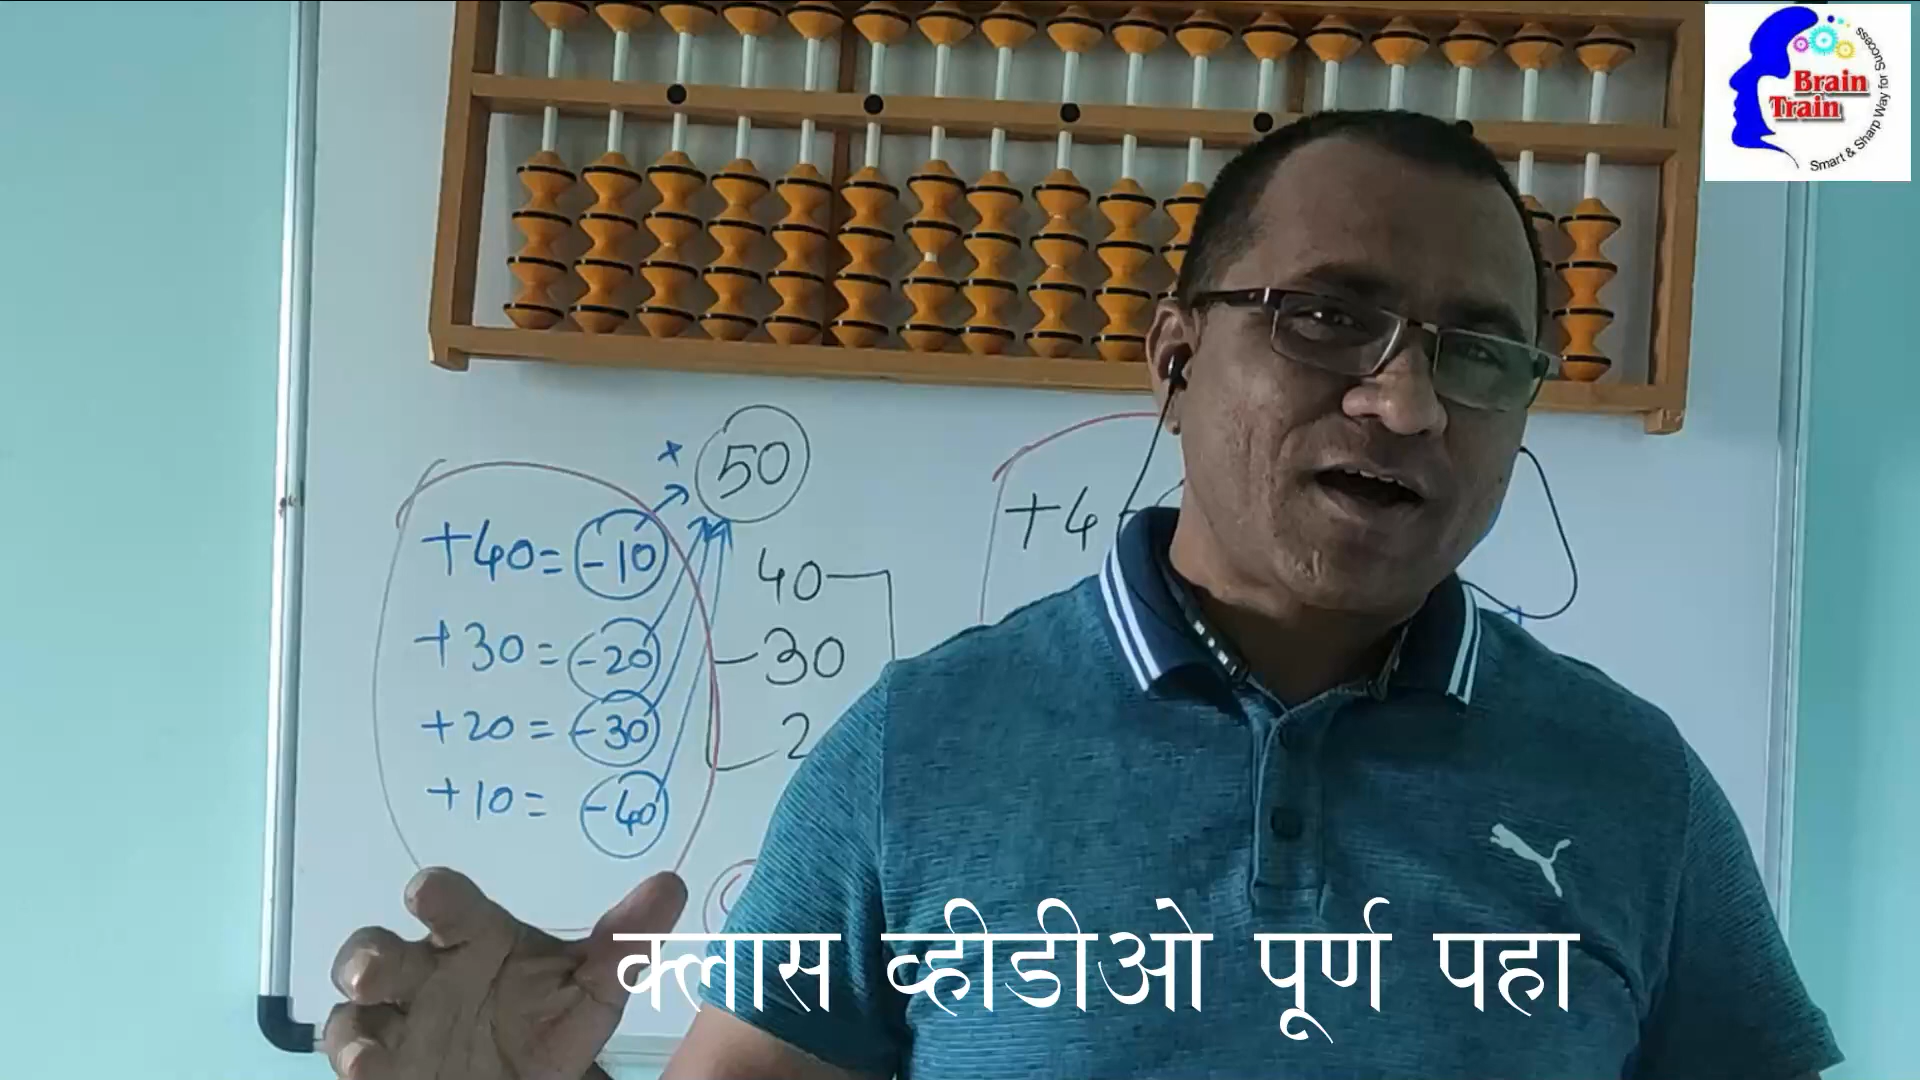 Brain
Train
Smart & Sharp Way for Success
50
+40 = -10
+30 = -20
+20 = -30
+10 = -40
40
-30
2
+4
क्लास व्हीडीओ पूर्ण पहा